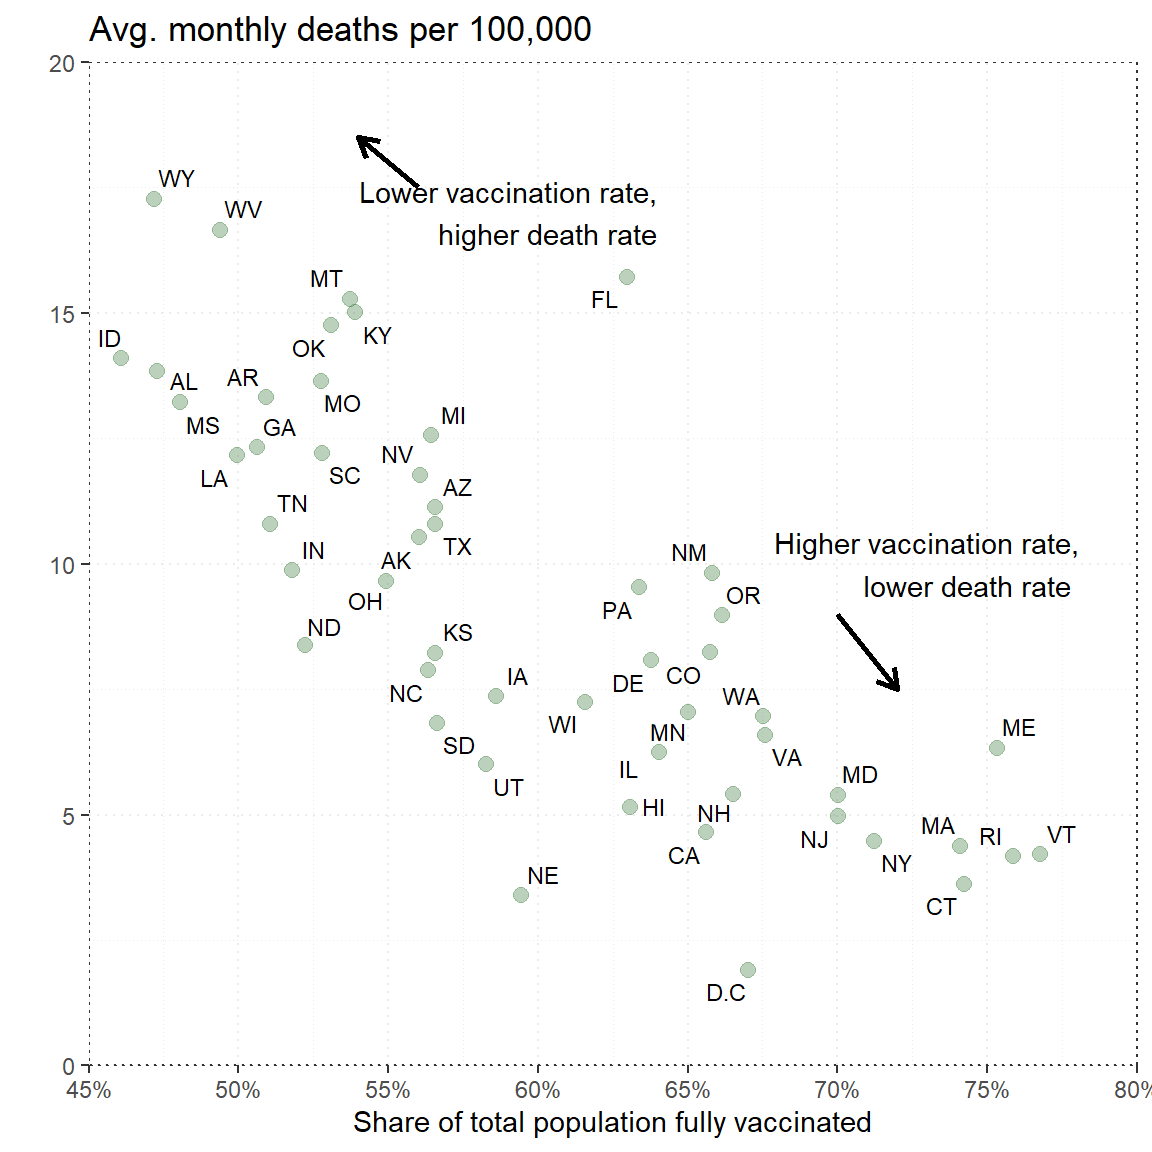 Avg. monthly deaths per 100,000
20
WY
Lower vaccination rate,
WV
higher death rate
MT
FL
15
KY
ID
OK
AR
AL
MO
MI
MS
GA
NV
LA
SC
AZ
TN
Higher vaccination rate,
TX
IN
NM
10
AK
lower death rate
OH
OR
PA
ND
KS
IA
CO
DE
NC
WA
WI
ME
MN
SD
VA
IL
MD
UT
HI
5
NH
MA
RI
VT
NJ
CA
NY
NE
CT
D.C
0
45%
50%
55%
60%
65%
70%
75%
80%
Share of total population fully vaccinated